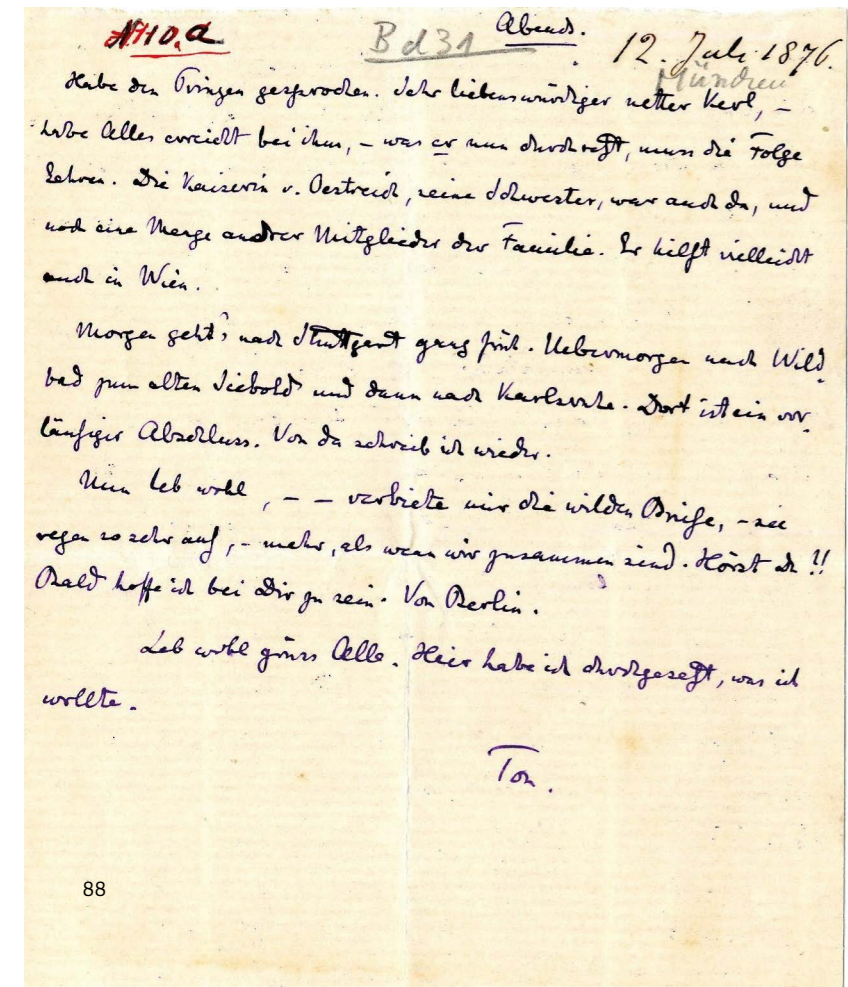 N10.a Bd31 Abends. 12. Juli 1876.
München
Habe den Prinzen gesprochen. Sehr liebenswürdiger netter Kerl, –
habe Alles erreicht bei ihm, – was er nun durchsetzt, muss die Folge
lehren. Die Kaiserin v. Oestreich, seine Schwester, war auch da, und
noch eine Menge andrer Mitglieder der Familie. Er hilft vielleicht
auch in Wien.
Morgen geht's nach Stuttgart ganz früh. Uebermorgen nach Wild-
bad zum alten Siebold und dann nach Karlsruhe. Dort ist ein vor-
läufiger Abschluss. Von da schreib ich wieder.
Nun leb wohl, – – verbiete mir die wilden Briefe, – sie
regen so sehr auf, – mehr, als wenn wir zusammen sind. Hörst du!!
Bald hoffe ich bei Dir zu sein. Von Berlin.
Leb wohl grüss Alle. Hier habe ich durchgesetzt, was ich
wollte.
Ton.
88